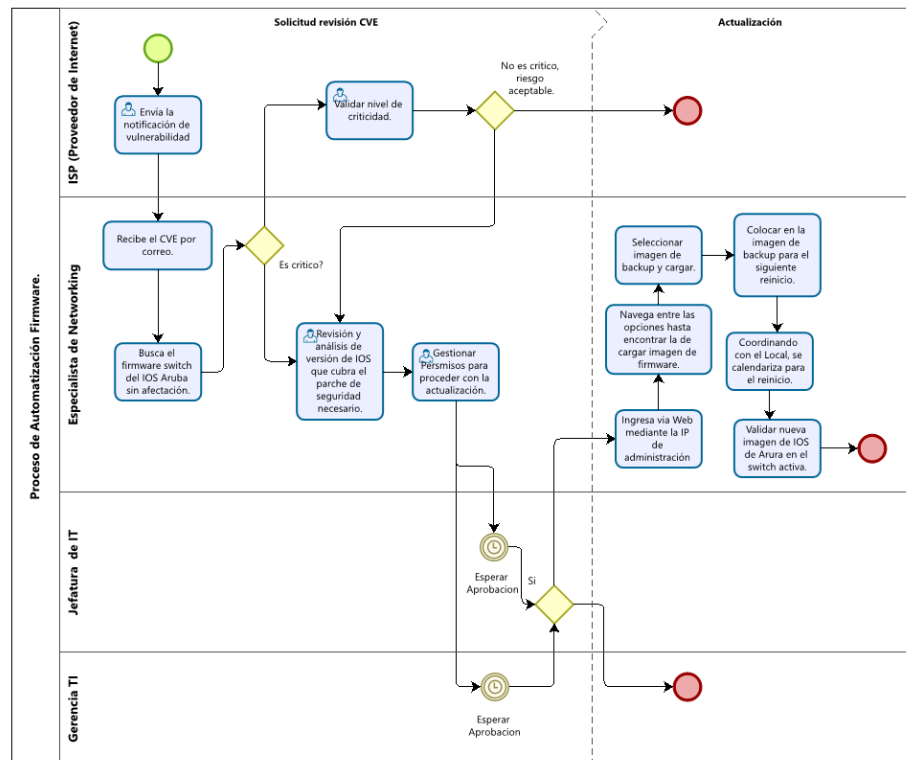 Proceso de Automatización Firmware.
Solicitud revisión CVE
Actualización
ISP (Proveedor de Internet)
Envía la
notificación de
vulnerabilidad
Validar nivel de
criticidad.
No es critico,
riesgo
aceptable.
Especialista de Networking
Recibe el CVE por
correo.
Busca el
firmware switch
del IOS Aruba
sin afectación.
Es critico?
Revisión y
análisis de
versión de IOS
que cubra el
parche de
seguridad
necesario.
Gestionar
Pérsmisos para
proceder con la
actualización.
Ingresa via Web
mediante la IP
de
administración
Navega entre las
opciones hasta
encontrar la de
cargar imagen de
firmware.
Seleccionar
imagen de
backup y cargar.
Colocar en la
imagen de
backup para el
siguiente
reinicio.
Coordinando
con el Local, se
calendariza para
el reinicio.
Validar nueva
imagen de IOS
de Arura en el
switch activa.
Jefatura de IT
Esperar
Aprobacion
Si
Gerencia TI
Esperar
Aprobacion